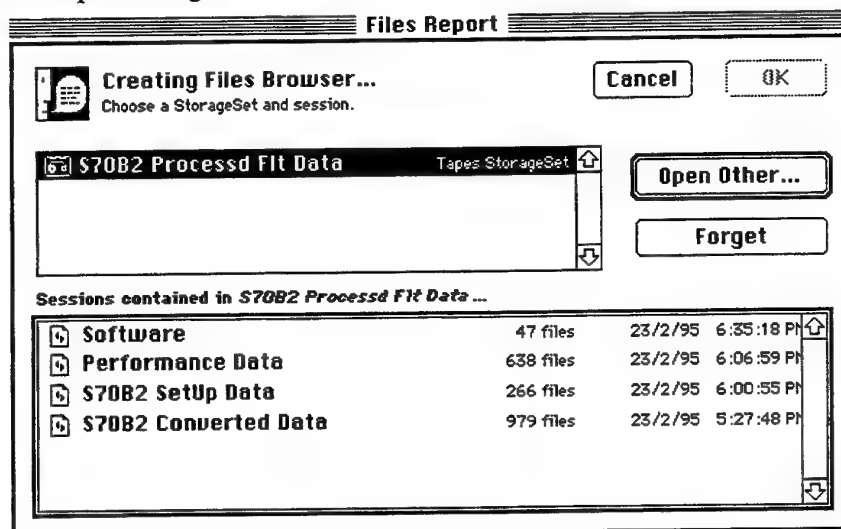 Files Report
Creating Files Browser...
Choose a StorageSet and session.
Cancel
OK
S70B2 Processd Flt Data Tapes StorageSet
Open Other...
Forget
Sessions contained in S70B2 Processd Flt Data ...
Software 47 files 23/2/95 6:35:18 PM
Performance Data 638 files 23/2/95 6:06:59 PM
S70B2 SetUp Data 266 files 23/2/95 6:00:55 PM
S70B2 Converted Data 979 files 23/2/95 5:27:48 PM